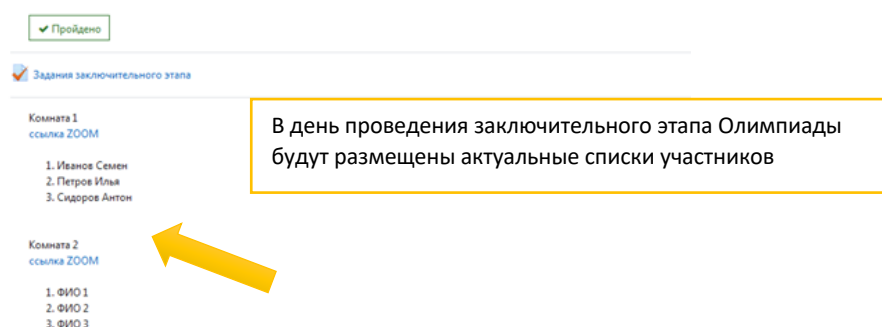 Пройдено
Задания заключительного этапа
Комната 1
ссылка ZOOM
1. Иванов Семен
2. Петров Илья
3. Сидоров Антон
В день проведения заключительного этапа Олимпиады
будут размещены актуальные списки участников
Комната 2
ссылка ZOOM
1. ФИО 1
2. ФИО 2
3. ФИО 3